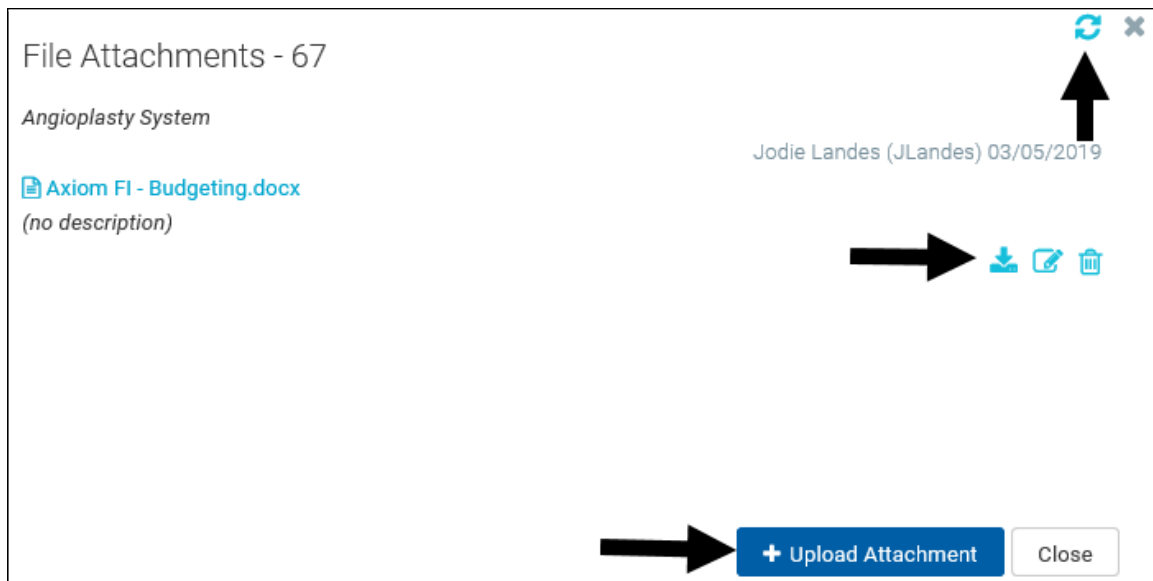 File Attachments - 67
Angioplasty System
Jodie Landes (JLandes) 03/05/2019
Axiom FI - Budgeting.docx
(no description)
+ Upload Attachment
Close